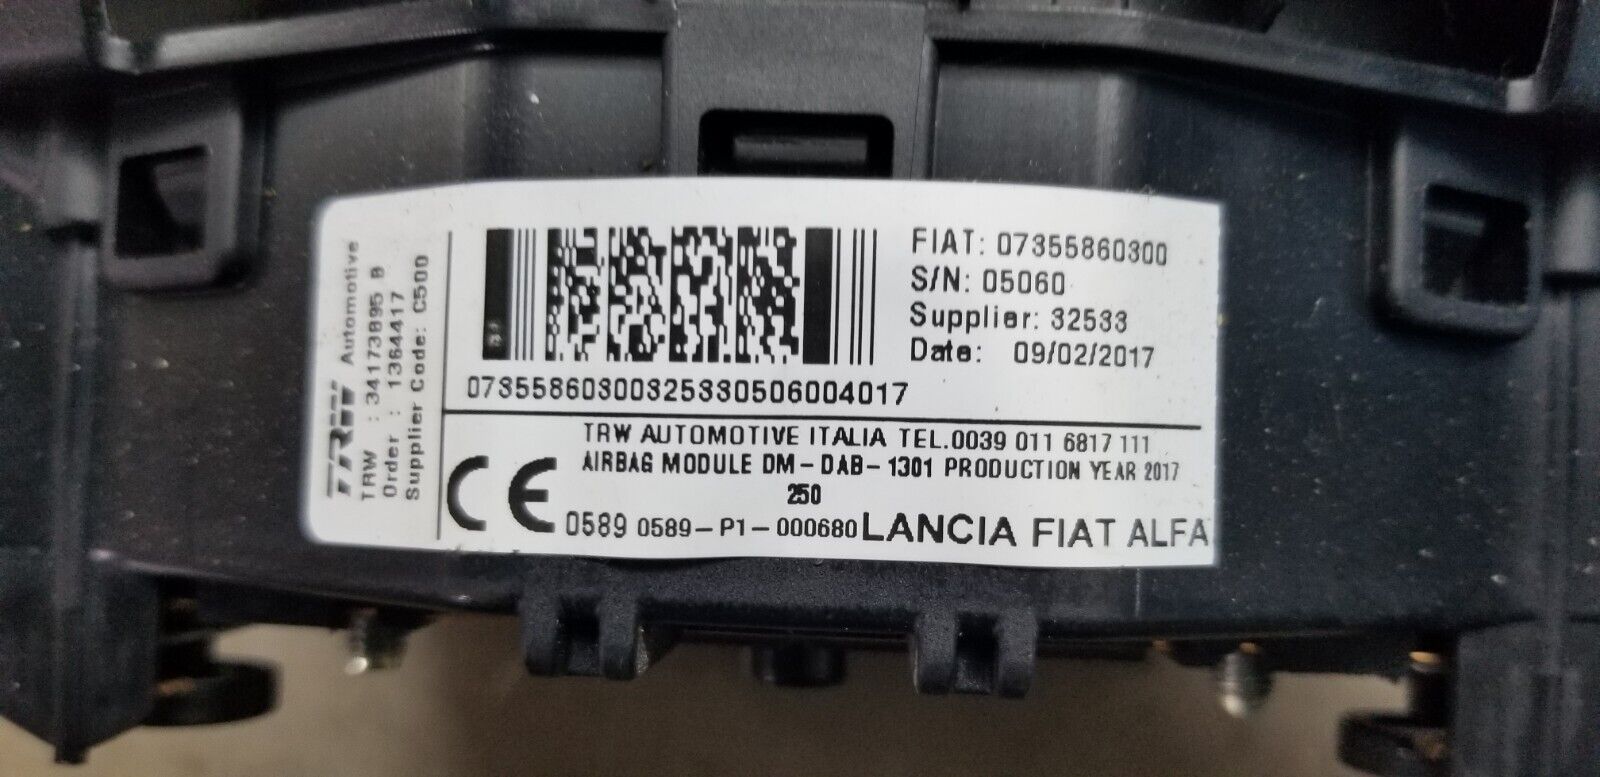 TRW Automotive
TRW : 34173895 B
Order : 1364417
Supplier Code: C500
FIAT: 07355860300
S/N: 05060
Supplier: 32533
Date: 09/02/2017
073558603003253305060 04017
TRW AUTOMOTIVE ITALIA TEL.0039 011 6817 111
AIRBAG MODULE DM-DAB-1301 PRODUCTION YEAR 2017
250
CE 0589 0589-P1-000680 LANCIA FIAT ALFA